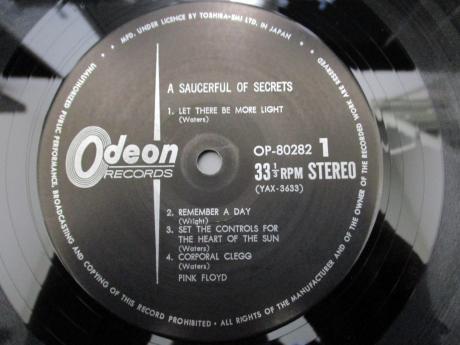 MFD. UNDER LICENCE BY TOSHIBA-EMI LTD. IN JAPAN
A SAUCERFUL OF SECRETS
1. LET THERE BE MORE LIGHT
(Waters)
Odeon
RECORDS
OP-80282 1
33 1/3 RPM STEREO
(YAX-3633)
2. REMEMBER A DAY
(Wright)
3. SET THE CONTROLS FOR
THE HEART OF THE SUN
(Waters)
4. CORPORAL CLEGG
(Waters)
PINK FLOYD
UNAUTHORIZED PUBLIC PERFORMANCE, BROADCASTING AND COPYING OF THIS RECORD PROHIBITED • ALL RIGHTS OF THE MANUFACTURER AND OF THE OWNER OF THE RECORDED WORK ARE RESERVED